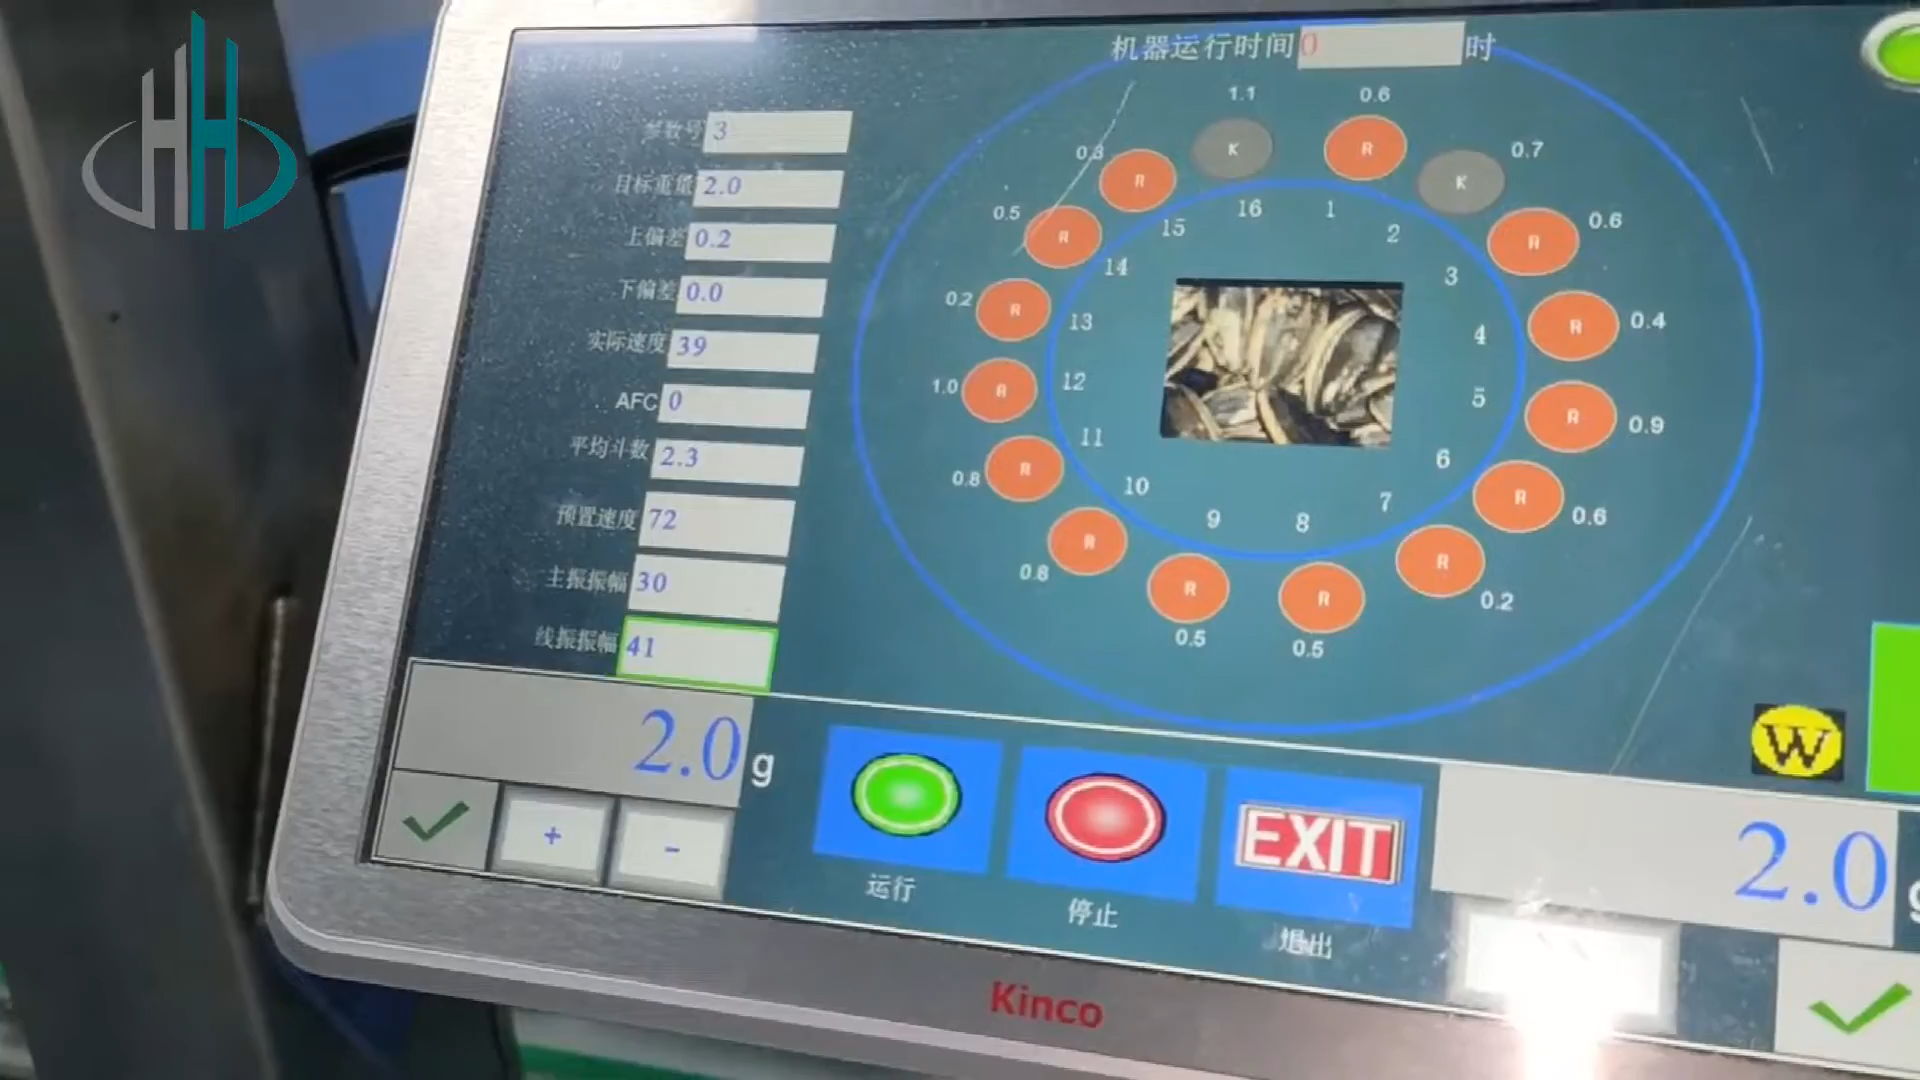 机器运行时间 0 时
参数号 3
目标重量 2.0
上偏差 0.2
下偏差 0.0
实际速度 39
AFC 0
平均斗数 2.3
预置速度 72
主振振幅 30
线振振幅 41
1.1
0.6
0.3
K
R
0.7
R
K
0.5
R
16
1
15
2
0.6
R
14
3
0.2
R
13
4
R
0.4
1.0
R
12
5
R
0.9
11
6
0.8
R
10
7
R
0.6
9
8
0.8
R
R
0.2
R
0.5
R
0.5
2.0 g
+
-
EXIT
运行
停止
退出
W
2.0 g
Kinco